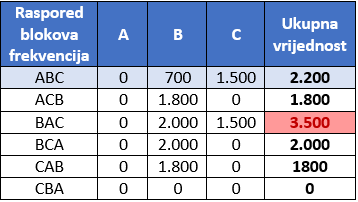 Raspored blokova frekvencija A B C Ukupna vrijednost
ABC 0 700 1.500 2.200
ACB 0 1.800 0 1.800
BAC 0 2.000 1.500 3.500
BCA 0 2.000 0 2.000
CAB 0 1.800 0 1800
CBA 0 0 0 0